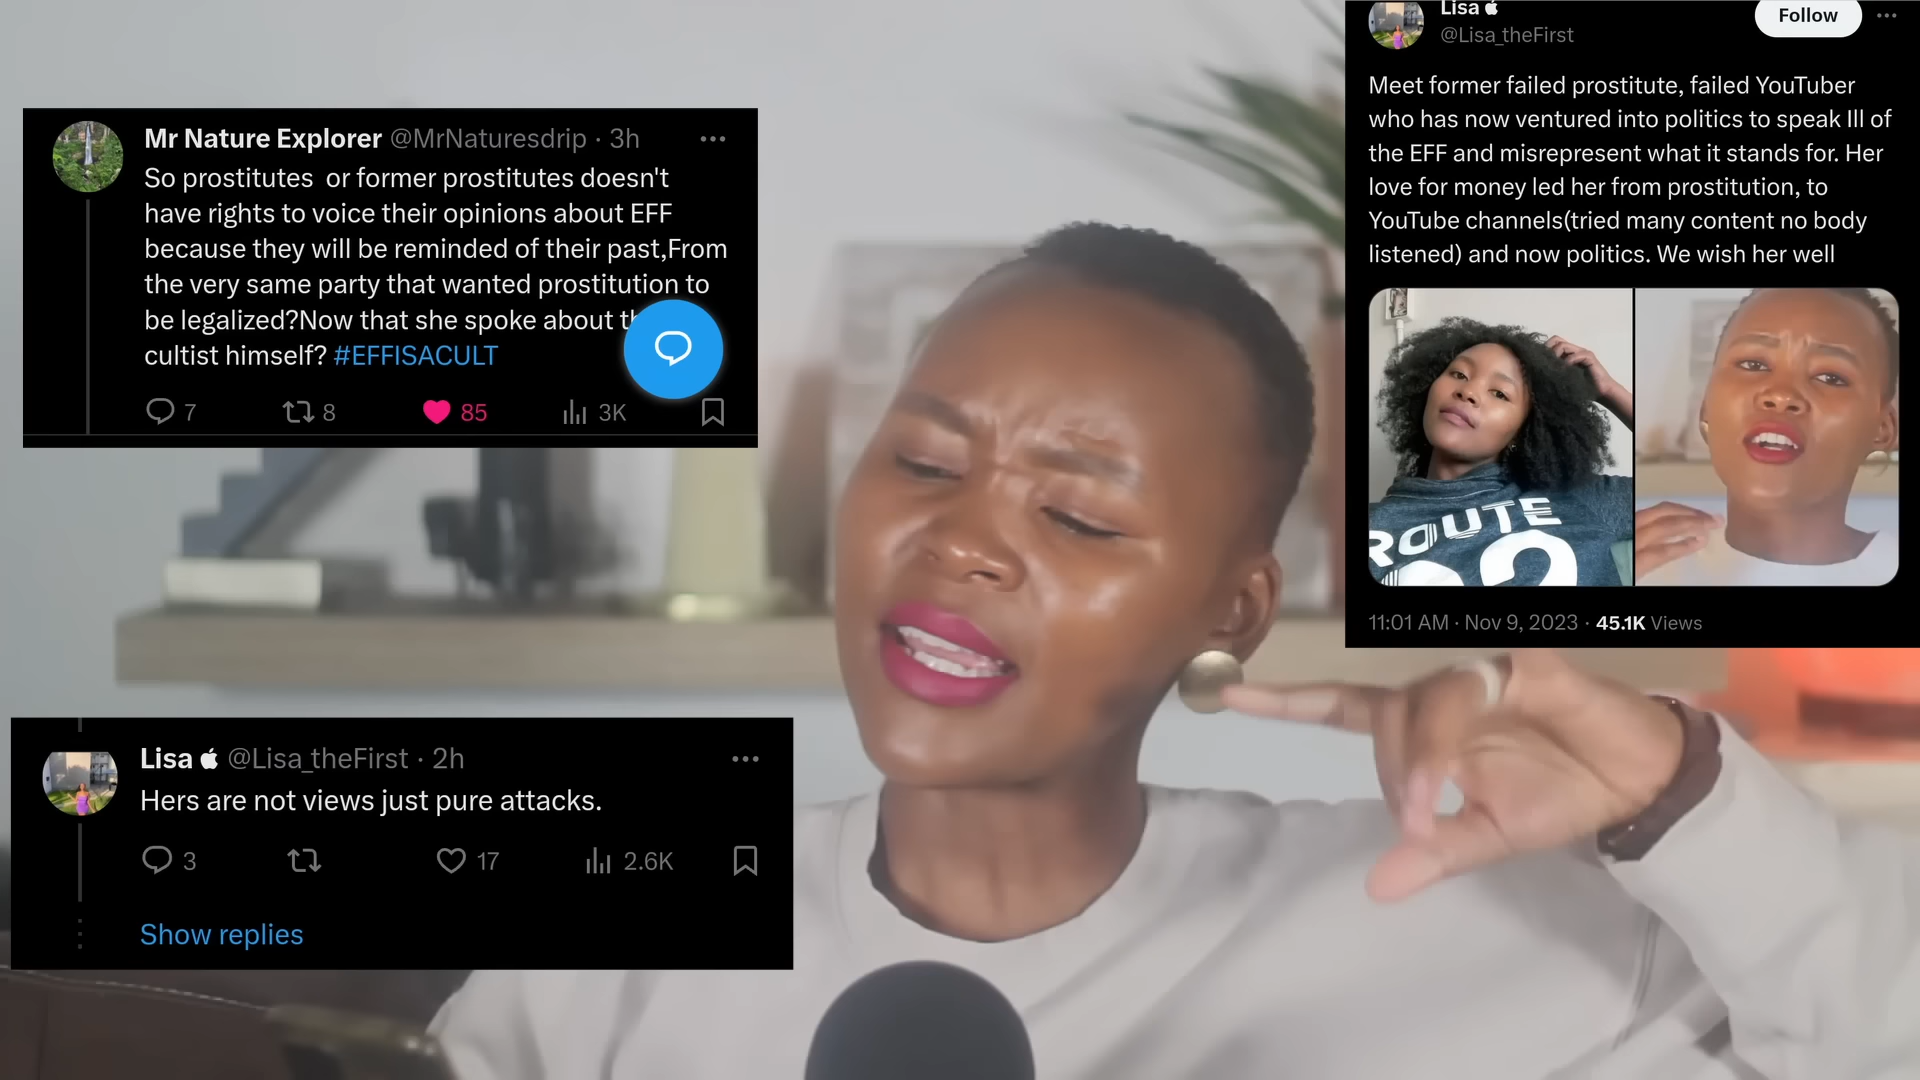 Mr Nature Explorer @MrNaturesdrip · 3h
So prostitutes or former prostitutes doesn't
have rights to voice their opinions about EFF
because they will be reminded of their past,From
the very same party that wanted prostitution to
be legalized?Now that she spoke about
cultist himself? #EFFISACULT
7 8 85 3K
Lisa @Lisa_theFirst · 2h
Hers are not views just pure attacks.
3 17 2.6K
Show replies
Lisa
@Lisa_theFirst
Follow
Meet former failed prostitute, failed YouTuber
who has now ventured into politics to speak Ill of
the EFF and misrepresent what it stands for. Her
love for money led her from prostitution, to
YouTube channels(tried many content no body
listened) and now politics. We wish her well
ROUTE
11:01 AM · Nov 9, 2023 · 45.1K Views